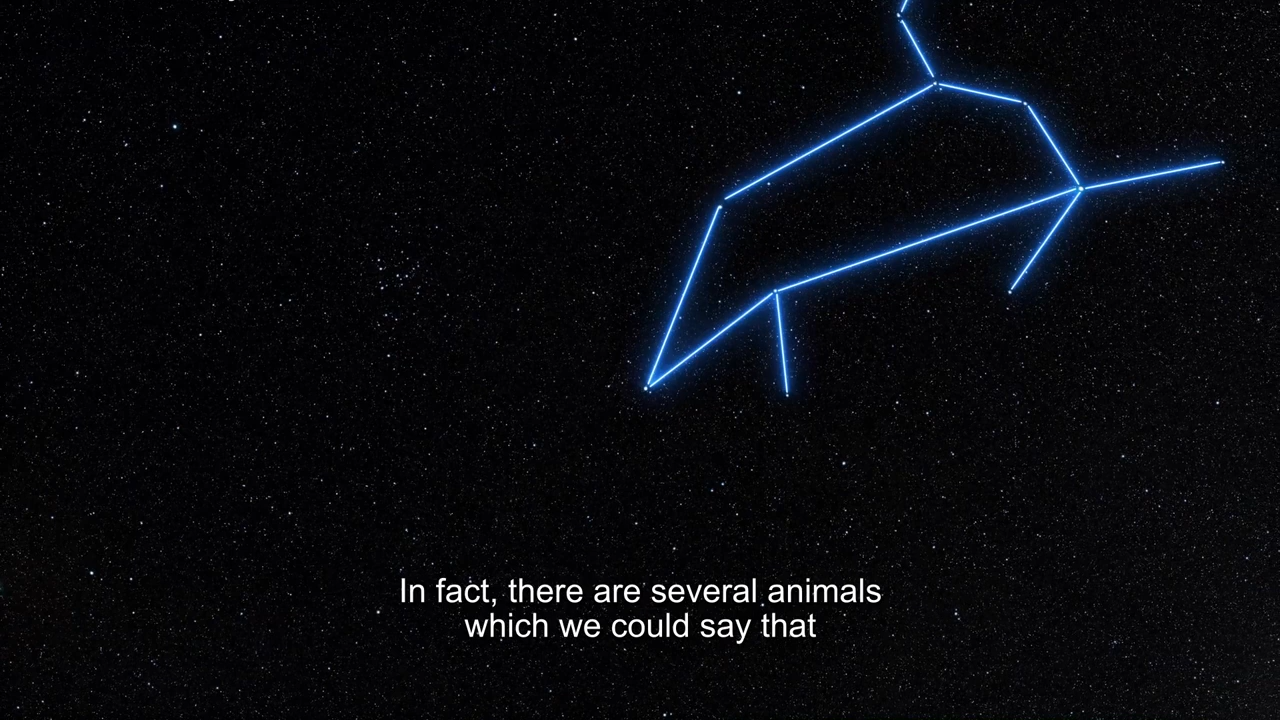 In fact, there are several animals
which we could say that